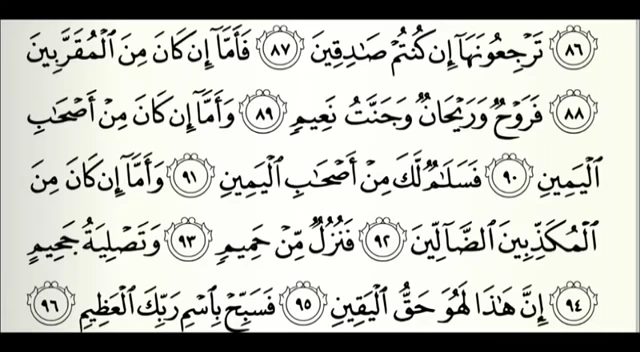 ٨٦ تَرْجِعُونَهَآ إِن كُنتُمْ صَـٰدِقِينَ ٨٧ فَأَمَّآ إِن كَانَ مِنَ ٱلْمُقَرَّبِينَ
٨٨ فَرَوْحٌ وَرَيْحَانٌ وَجَنَّتُ نَعِيمٍ ٨٩ وَأَمَّآ إِن كَانَ مِنْ أَصْحَـٰبِ
ٱلْيَمِينِ ٩٠ فَسَلَـٰمٌ لَّكَ مِنْ أَصْحَـٰبِ ٱلْيَمِينِ ٩١ وَأَمَّآ إِن كَانَ مِنَ
ٱلْمُكَذِّبِينَ ٱلضَّآلِّينَ ٩٢ فَنُزُلٌ مِّنْ حَمِيمٍ ٩٣ وَتَصْلِيَةُ جَحِيمٍ
٩٤ إِنَّ هَـٰذَا لَهُوَ حَقُّ ٱلْيَقِينِ ٩٥ فَسَبِّحْ بِٱسْمِ رَبِّكَ ٱلْعَظِيمِ ٩٦